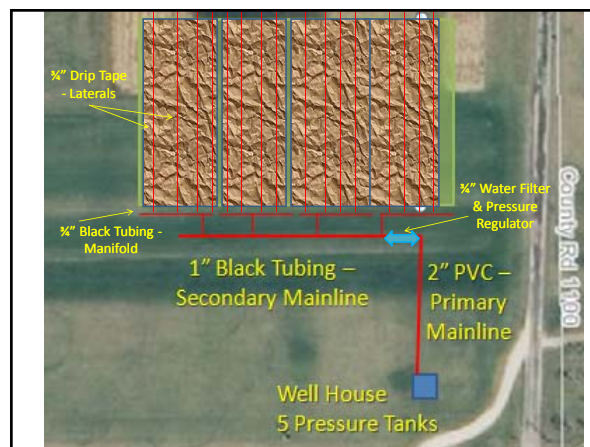 ¾” Drip Tape
- Laterals
¾” Water Filter
& Pressure
Regulator
¾” Black Tubing -
Manifold
1” Black Tubing –
Secondary Mainline
2” PVC –
Primary
Mainline
County Rd 1100
Well House
5 Pressure Tanks